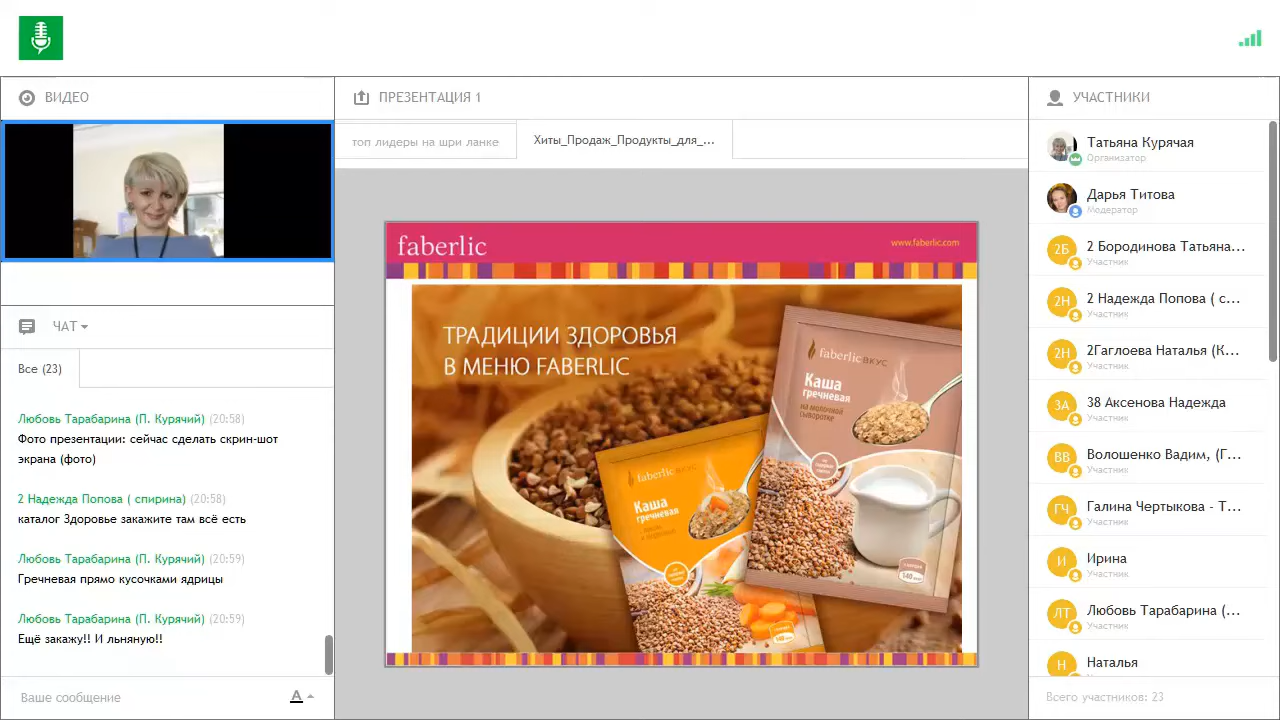 ВИДЕО
ПРЕЗЕНТАЦИЯ 1
УЧАСТНИКИ
топ лидеры на шри ланке
Хиты_Продаж_Продукты_для_...
faberlic
www.faberlic.com
ТРАДИЦИИ ЗДОРОВЬЯ
В МЕНЮ FABERLIC
faberlic ВКУС
Каша
гречневая
на молочной
сыворотке
140 ккал
faberlic ВКУС
Каша
гречневая
140 ккал
ЧАТ
Все (23)
Любовь Тарабарина (П. Курячий) (20:58)
Фото презентации: сейчас сделать скрин-шот
экрана (фото)
2 Надежда Попова ( спирина) (20:58)
каталог Здоровье закажите там всё есть
Любовь Тарабарина (П. Курячий) (20:59)
Гречневая прямо кусочками ядрицы
Любовь Тарабарина (П. Курячий) (20:59)
Ещё закажу!! И льняную!!
Ваше сообщение
A
Татьяна Курячая
Организатор
Дарья Титова
Модератор
2Б
2 Бородинова Татьяна...
Участник
2Н
2 Надежда Попова ( с...
Участник
2Н
2Гаглоева Наталья (К...
Участник
3А
38 Аксенова Надежда
Участник
ВВ
Волошенко Вадим, (Г...
Участник
ГЧ
Галина Чертыкова - Т...
Участник
И
Ирина
Участник
ЛТ
Любовь Тарабарина (...
Участник
Н
Наталья
Всего участников: 23